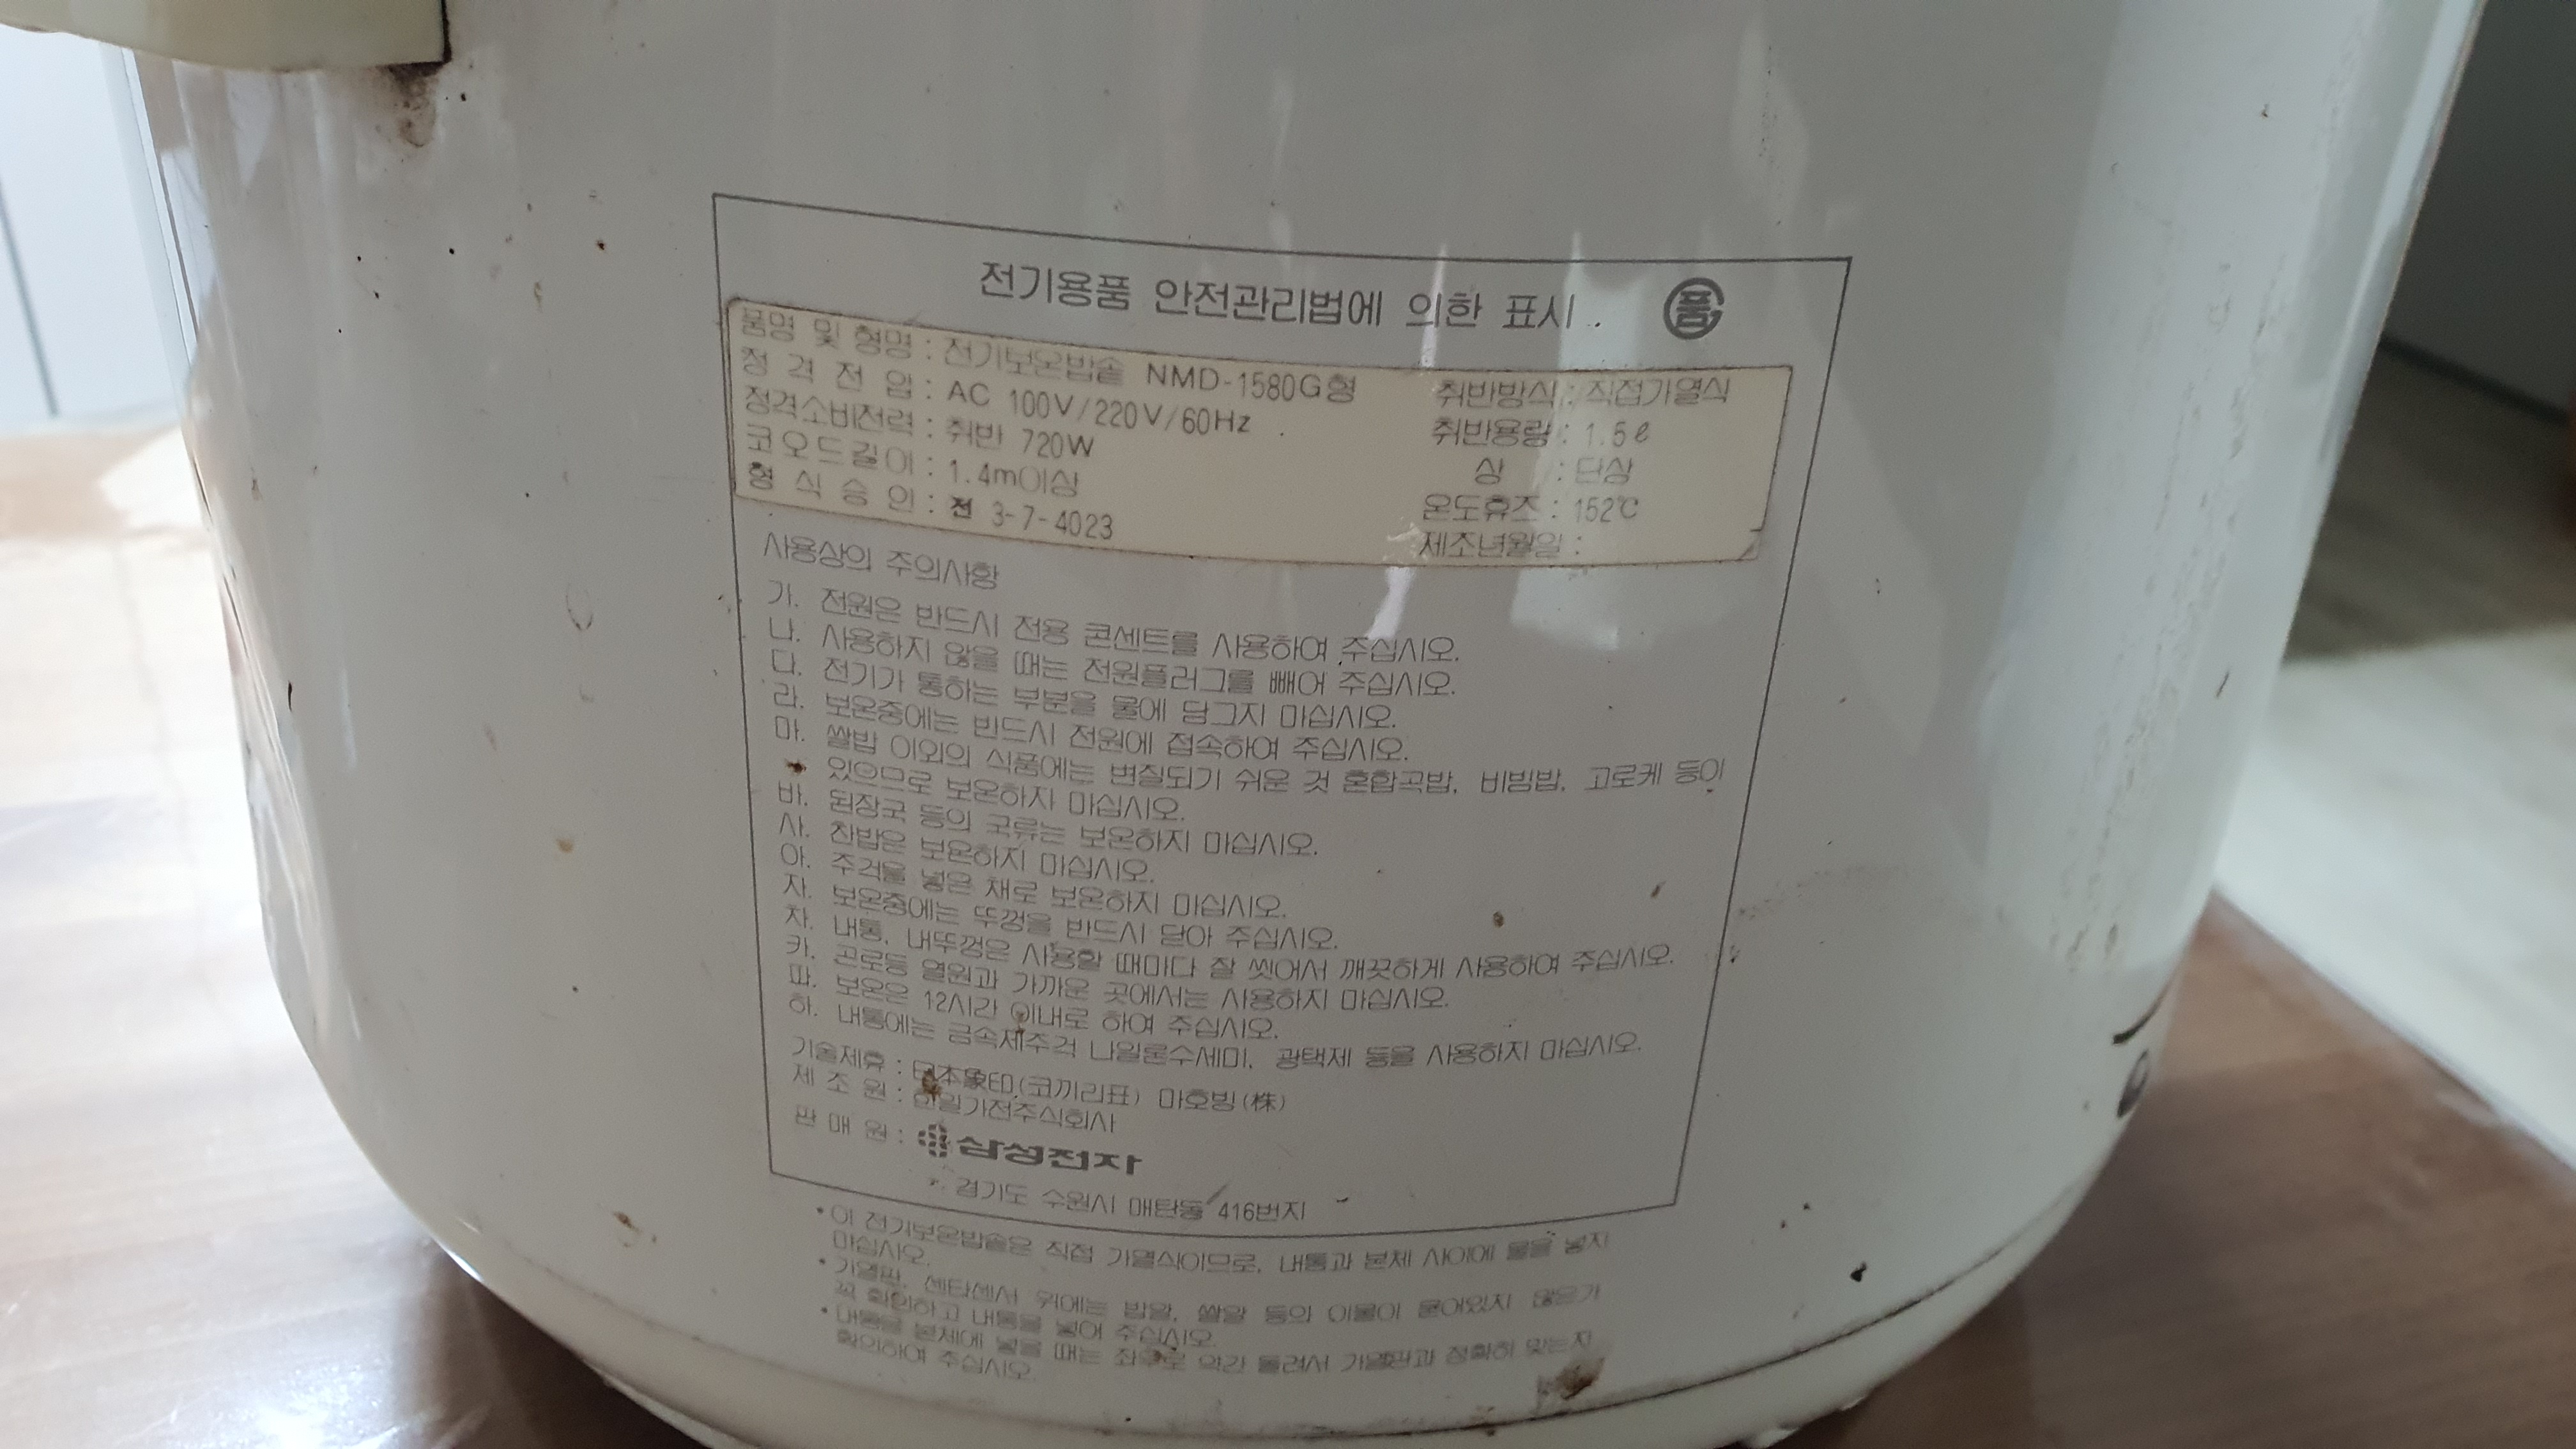 전기용품 안전관리법에 의한 표시. 품
품명 및 형명 : 전기보온밥솥 NMD-1580G형 취반방식 : 직접가열식
정격전압 : AC 100V/220V/60Hz 취반용량 : 1.5ℓ
정격소비전력 : 취반 720W 상 : 단상
코오드길이 : 1.4m이상 온도휴즈 : 152℃
형식승인 : 전 3-7-4023 제조년월일 :
사용상의 주의사항
가. 전원은 반드시 전용 콘센트를 사용하여 주십시오.
나. 사용하지 않을 때는 전원플러그를 빼어 주십시오.
다. 전기가 통하는 부분을 물에 담그지 마십시오.
라. 보온중에는 반드시 전원에 접속하여 주십시오.
마. 쌀밥 이외의 식품에는 변질되기 쉬운 것 혼합곡밥, 비빔밥, 고로케 등이
있으므로 보온하지 마십시오.
바. 된장국 등의 국류는 보온하지 마십시오.
사. 찬밥은 보온하지 마십시오.
아. 주걱을 넣은 채로 보온하지 마십시오.
자. 보온중에는 뚜껑을 반드시 닫아 주십시오.
차. 내통, 내뚜껑은 사용할 때마다 잘 씻어서 깨끗하게 사용하여 주십시오.
카. 곤로등 열원과 가까운 곳에서는 사용하지 마십시오.
따. 보온은 12시간 이내로 하여 주십시오.
하. 내통에는 금속제주걱 나일론수세미, 광택제 등을 사용하지 마십시오.
기술제휴 : 日本象印(코끼리표) 마호빙(株)
제조원 : 한일가전주식회사
판매원 : 삼성전자
경기도 수원시 매탄동 416번지
• 이 전기보온밥솥은 직접 가열식이므로, 내통과 본체 사이에 물을 넣지
마십시오.
• 가열판, 센타센서 위에는 밥알, 쌀알 등의 이물이 묻어있지 않은가
꼭 확인하고 내통을 넣어 주십시오.
• 내통을 본체에 넣을 때는 좌우로 약간 돌려서 가열판과 정확히 맞는지
확인하여 주십시오.